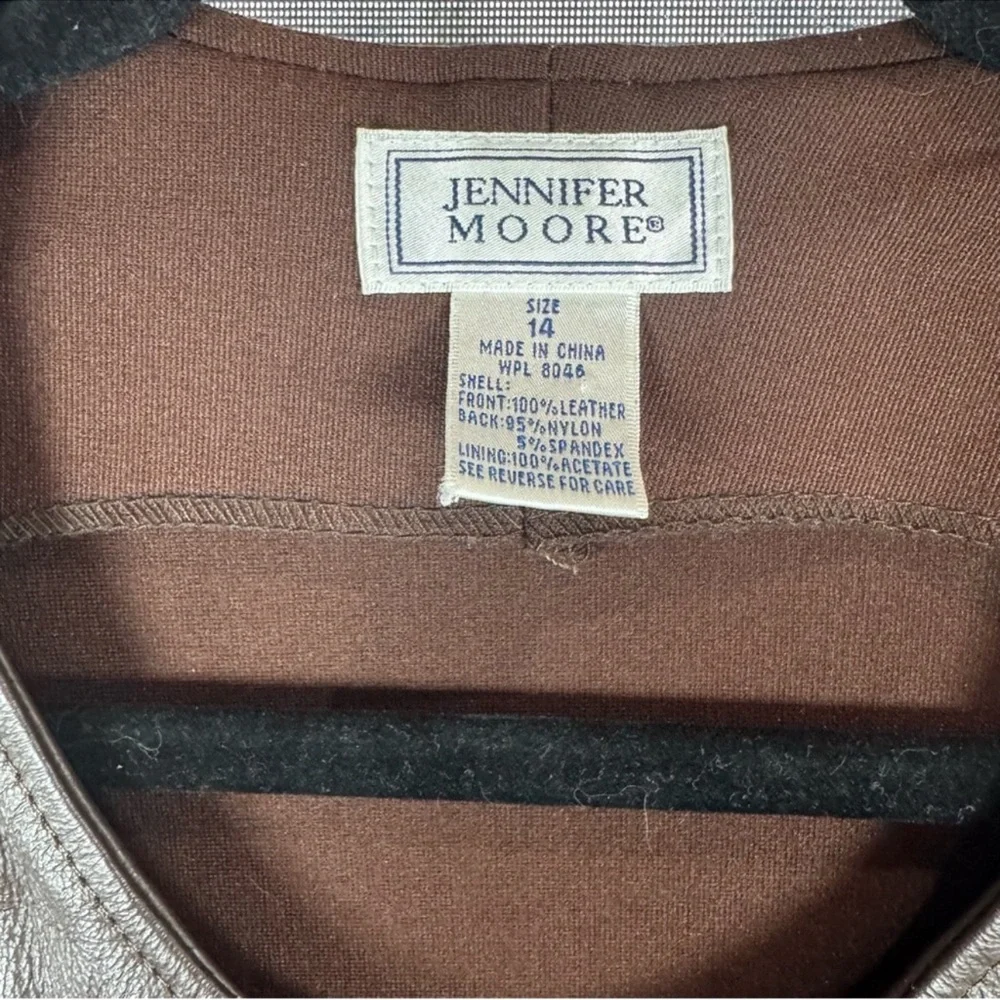 JENNIFER
MOORE®
SIZE
14
MADE IN CHINA
WPL 8046
SHELL:
FRONT:100%LEATHER
BACK:95%NYLON
5%SPANDEX
LINING:100%ACETATE
SEE REVERSE FOR CARE